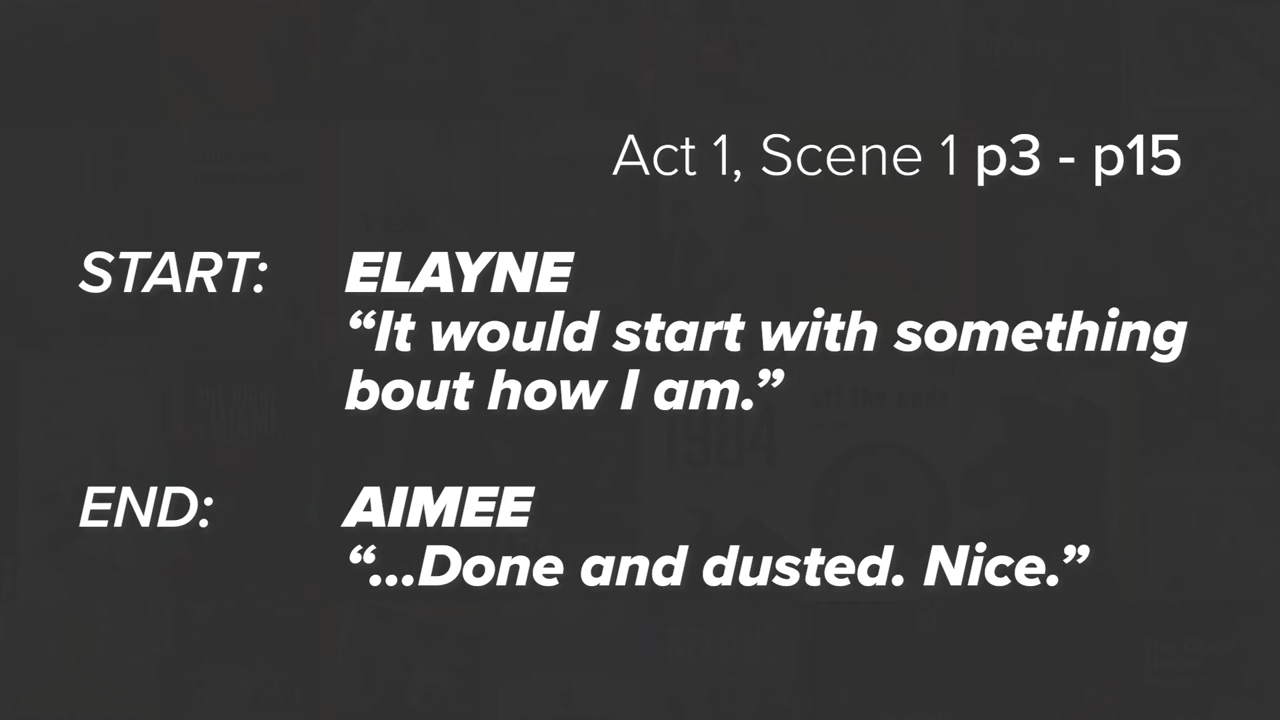 Act 1, Scene 1 p3 - p15
START: ELAYNE
“It would start with something
bout how I am.”
END: AIMEE
“...Done and dusted. Nice.”
1984